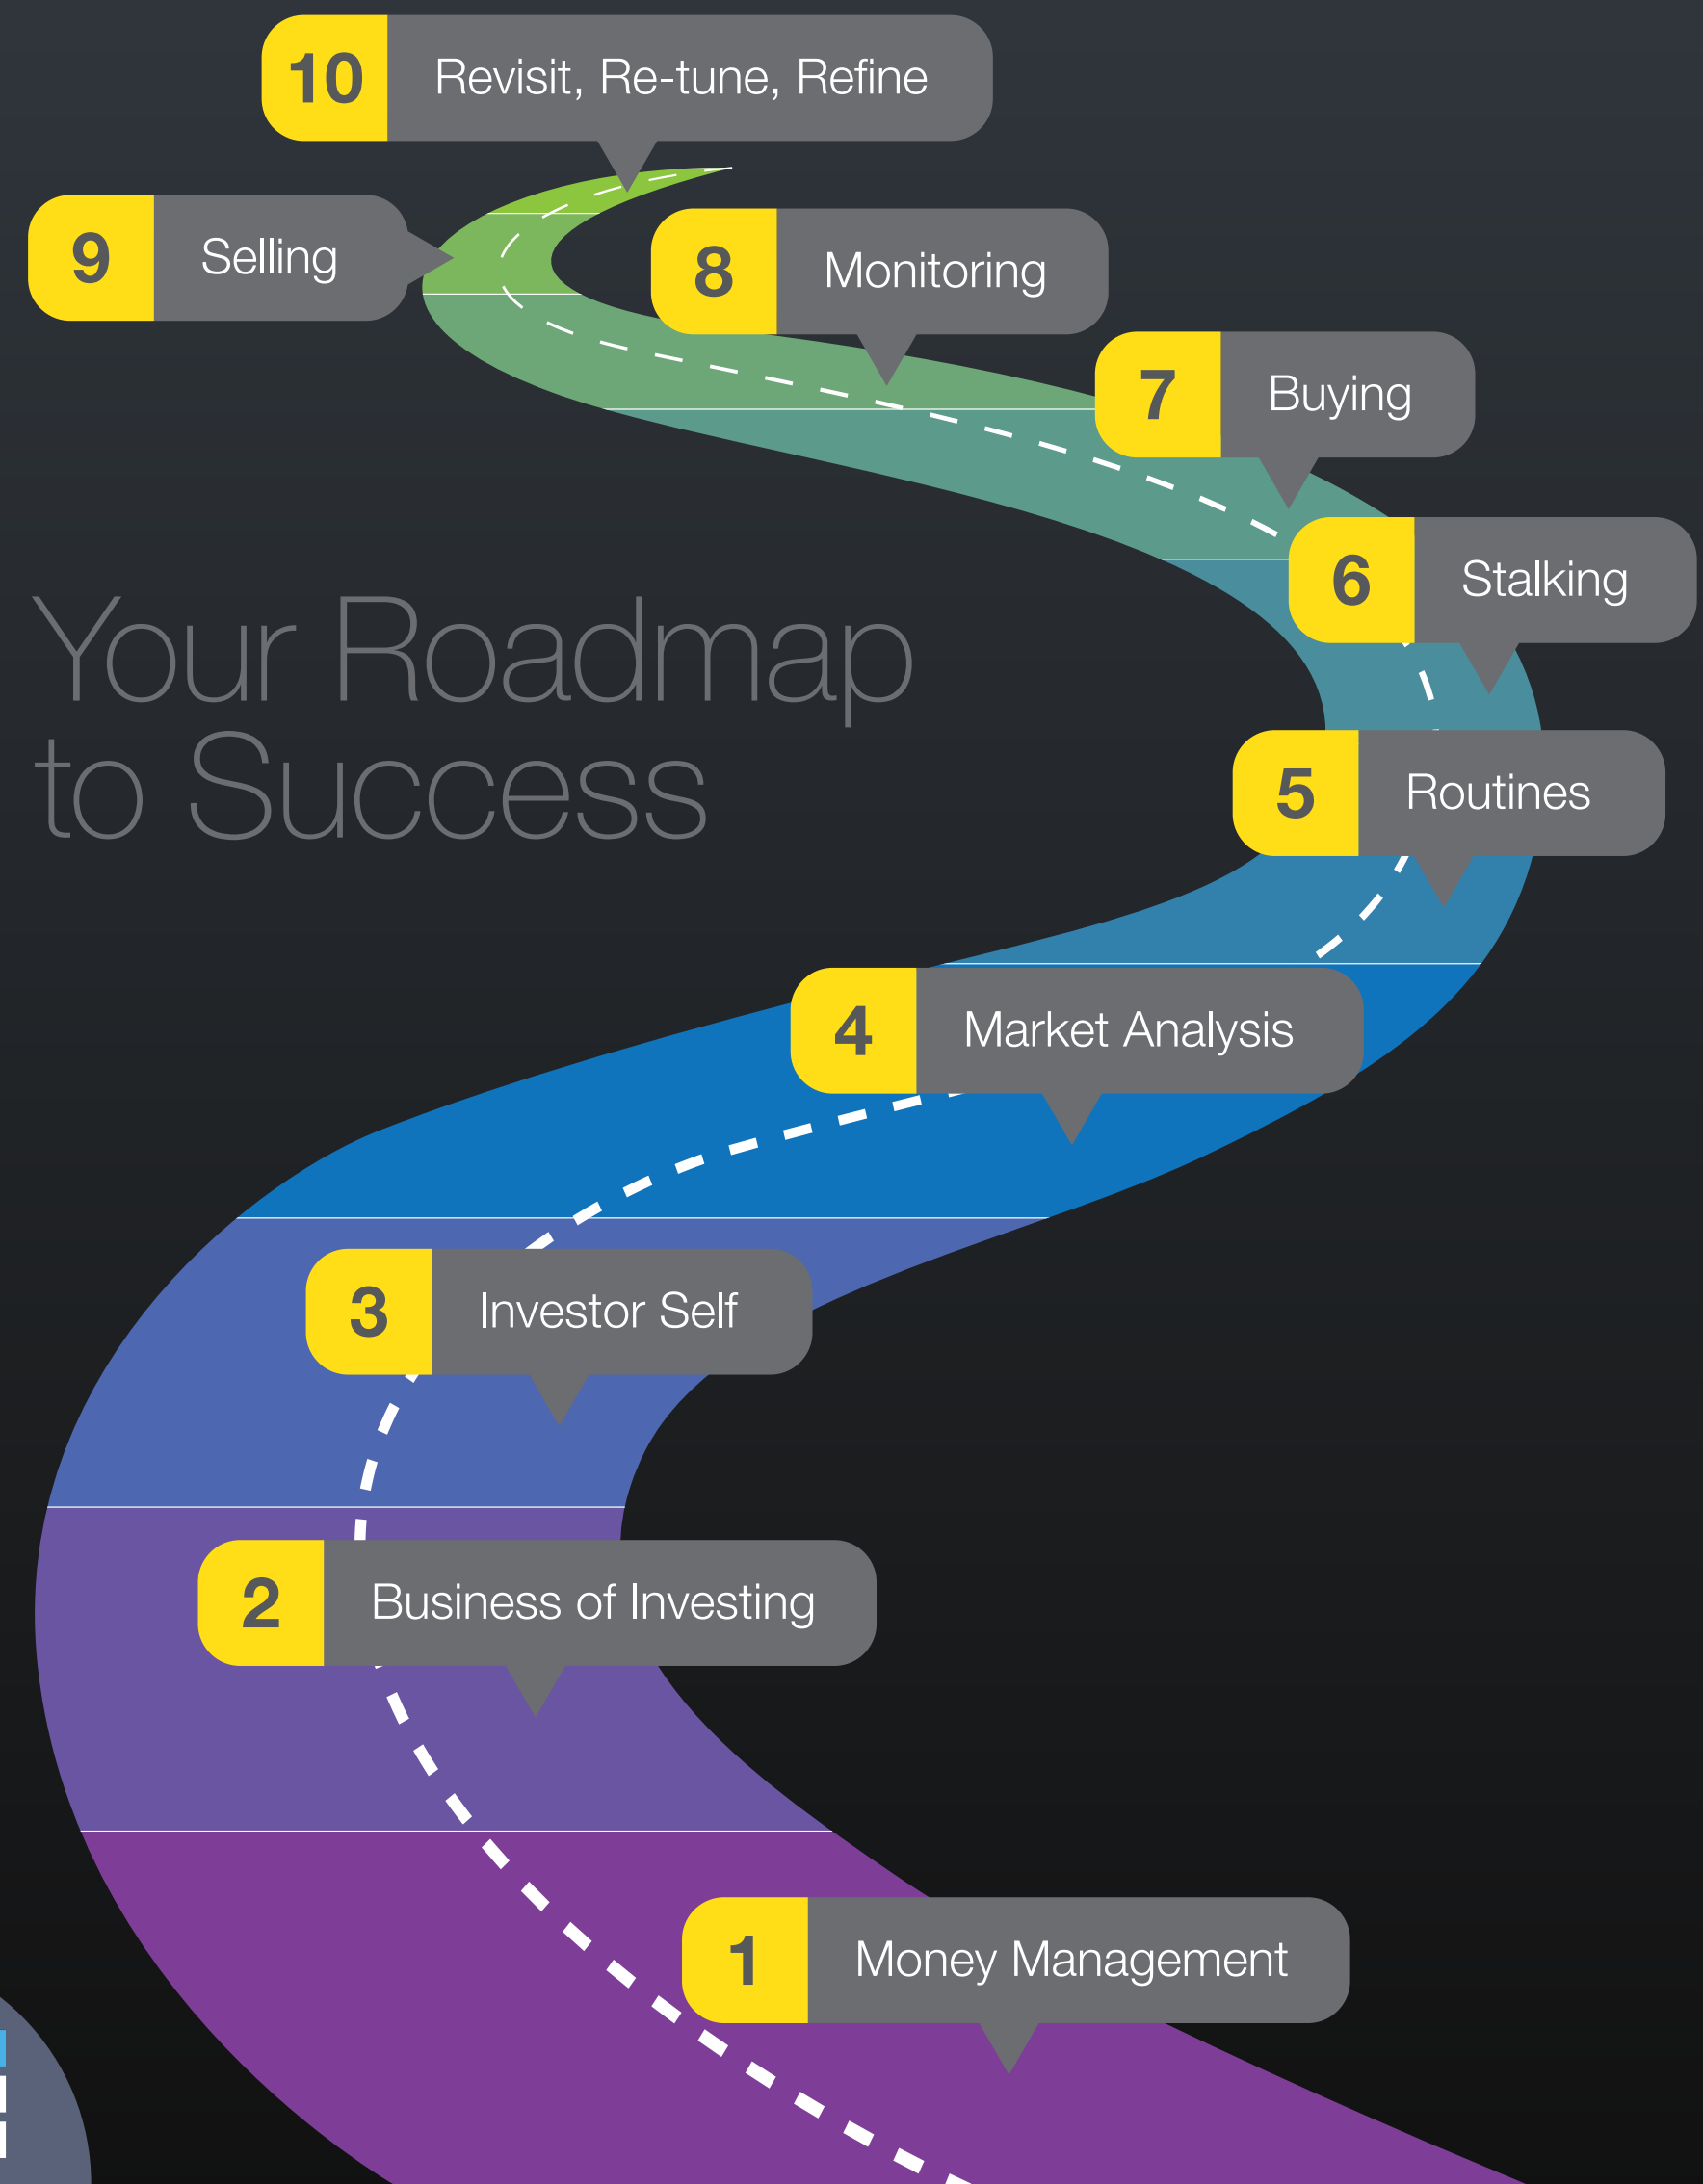 10 Revisit, Re-tune, Refine
9 Selling
8 Monitoring
7 Buying
6 Stalking
Your Roadmap
to Success
5 Routines
4 Market Analysis
3 Investor Self
2 Business of Investing
1 Money Management